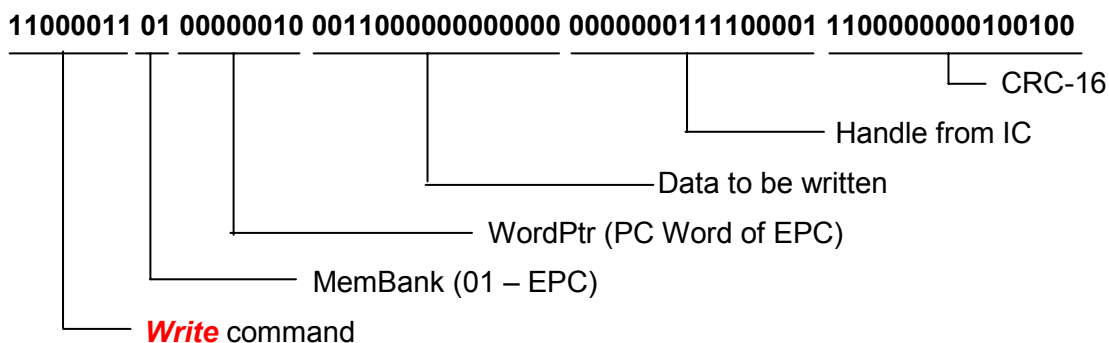 11000011 01 00000010 0011000000000000 0000000111100001 1100000000100100
CRC-16
Handle from IC
Data to be written
WordPtr (PC Word of EPC)
MemBank (01 – EPC)
Write command